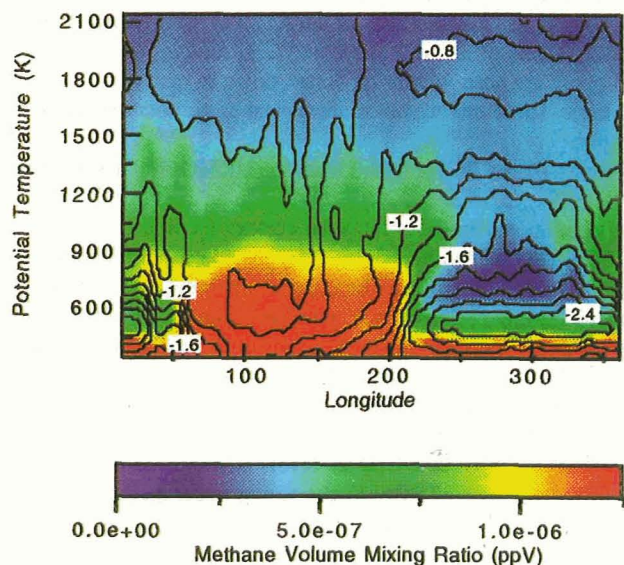 2100
1800
1500
1200
900
600
Potential Temperature (K)
-0.8
-1.2
-1.6
-1.2
-2.4
-1.6
100
200
300
Longitude
0.0e+00
5.0e-07
1.0e-06
Methane Volume Mixing Ratio (ppV)